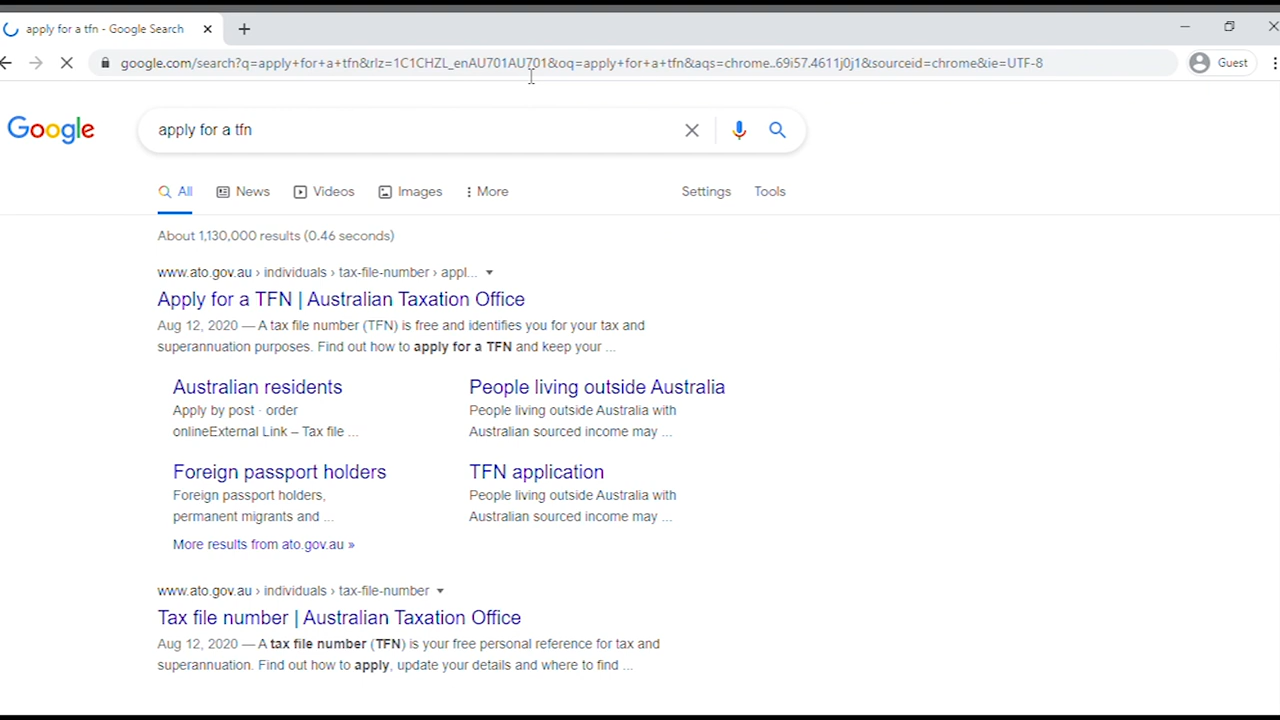 apply for a tfn - Google Search
google.com/search?q=apply+for+a+tfn&rlz=1C1CHZL_enAU701AU701&oq=apply+for+a+tfn&aqs=chrome..69i57.4611j0j1&sourceid=chrome&ie=UTF-8
Guest
Google
apply for a tfn
All News Videos Images More Settings Tools
About 1,130,000 results (0.46 seconds)
www.ato.gov.au › individuals › tax-file-number › appl...
Apply for a TFN | Australian Taxation Office
Aug 12, 2020 — A tax file number (TFN) is free and identifies you for your tax and
superannuation purposes. Find out how to apply for a TFN and keep your ...
Australian residents
Apply by post · order
onlineExternal Link – Tax file ...
People living outside Australia
People living outside Australia with
Australian sourced income may ...
Foreign passport holders
Foreign passport holders,
permanent migrants and ...
TFN application
People living outside Australia with
Australian sourced income may ...
More results from ato.gov.au »
www.ato.gov.au › individuals › tax-file-number
Tax file number | Australian Taxation Office
Aug 12, 2020 — A tax file number (TFN) is your free personal reference for tax and
superannuation. Find out how to apply, update your details and where to find ...